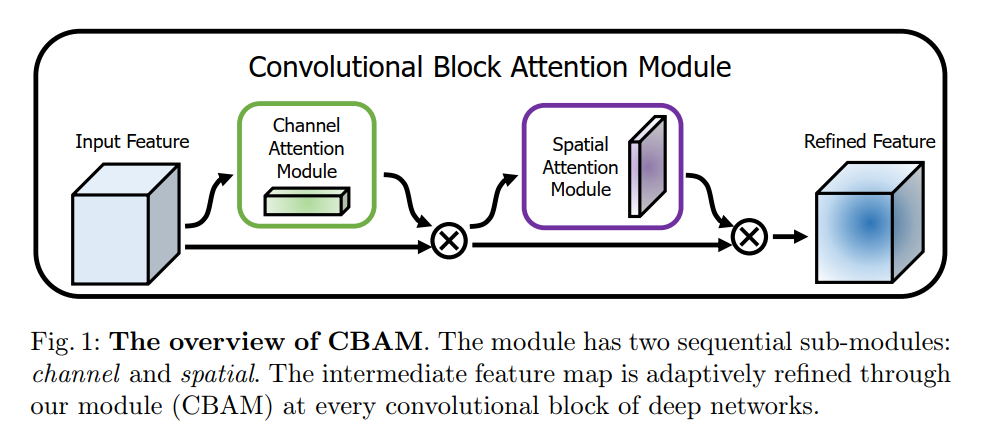 Convolutional Block Attention Module
Input Feature
Channel
Attention
Module
Spatial
Attention
Module
Refined Feature
Fig. 1: The overview of CBAM. The module has two sequential sub-modules:
channel and spatial. The intermediate feature map is adaptively refined through
our module (CBAM) at every convolutional block of deep networks.